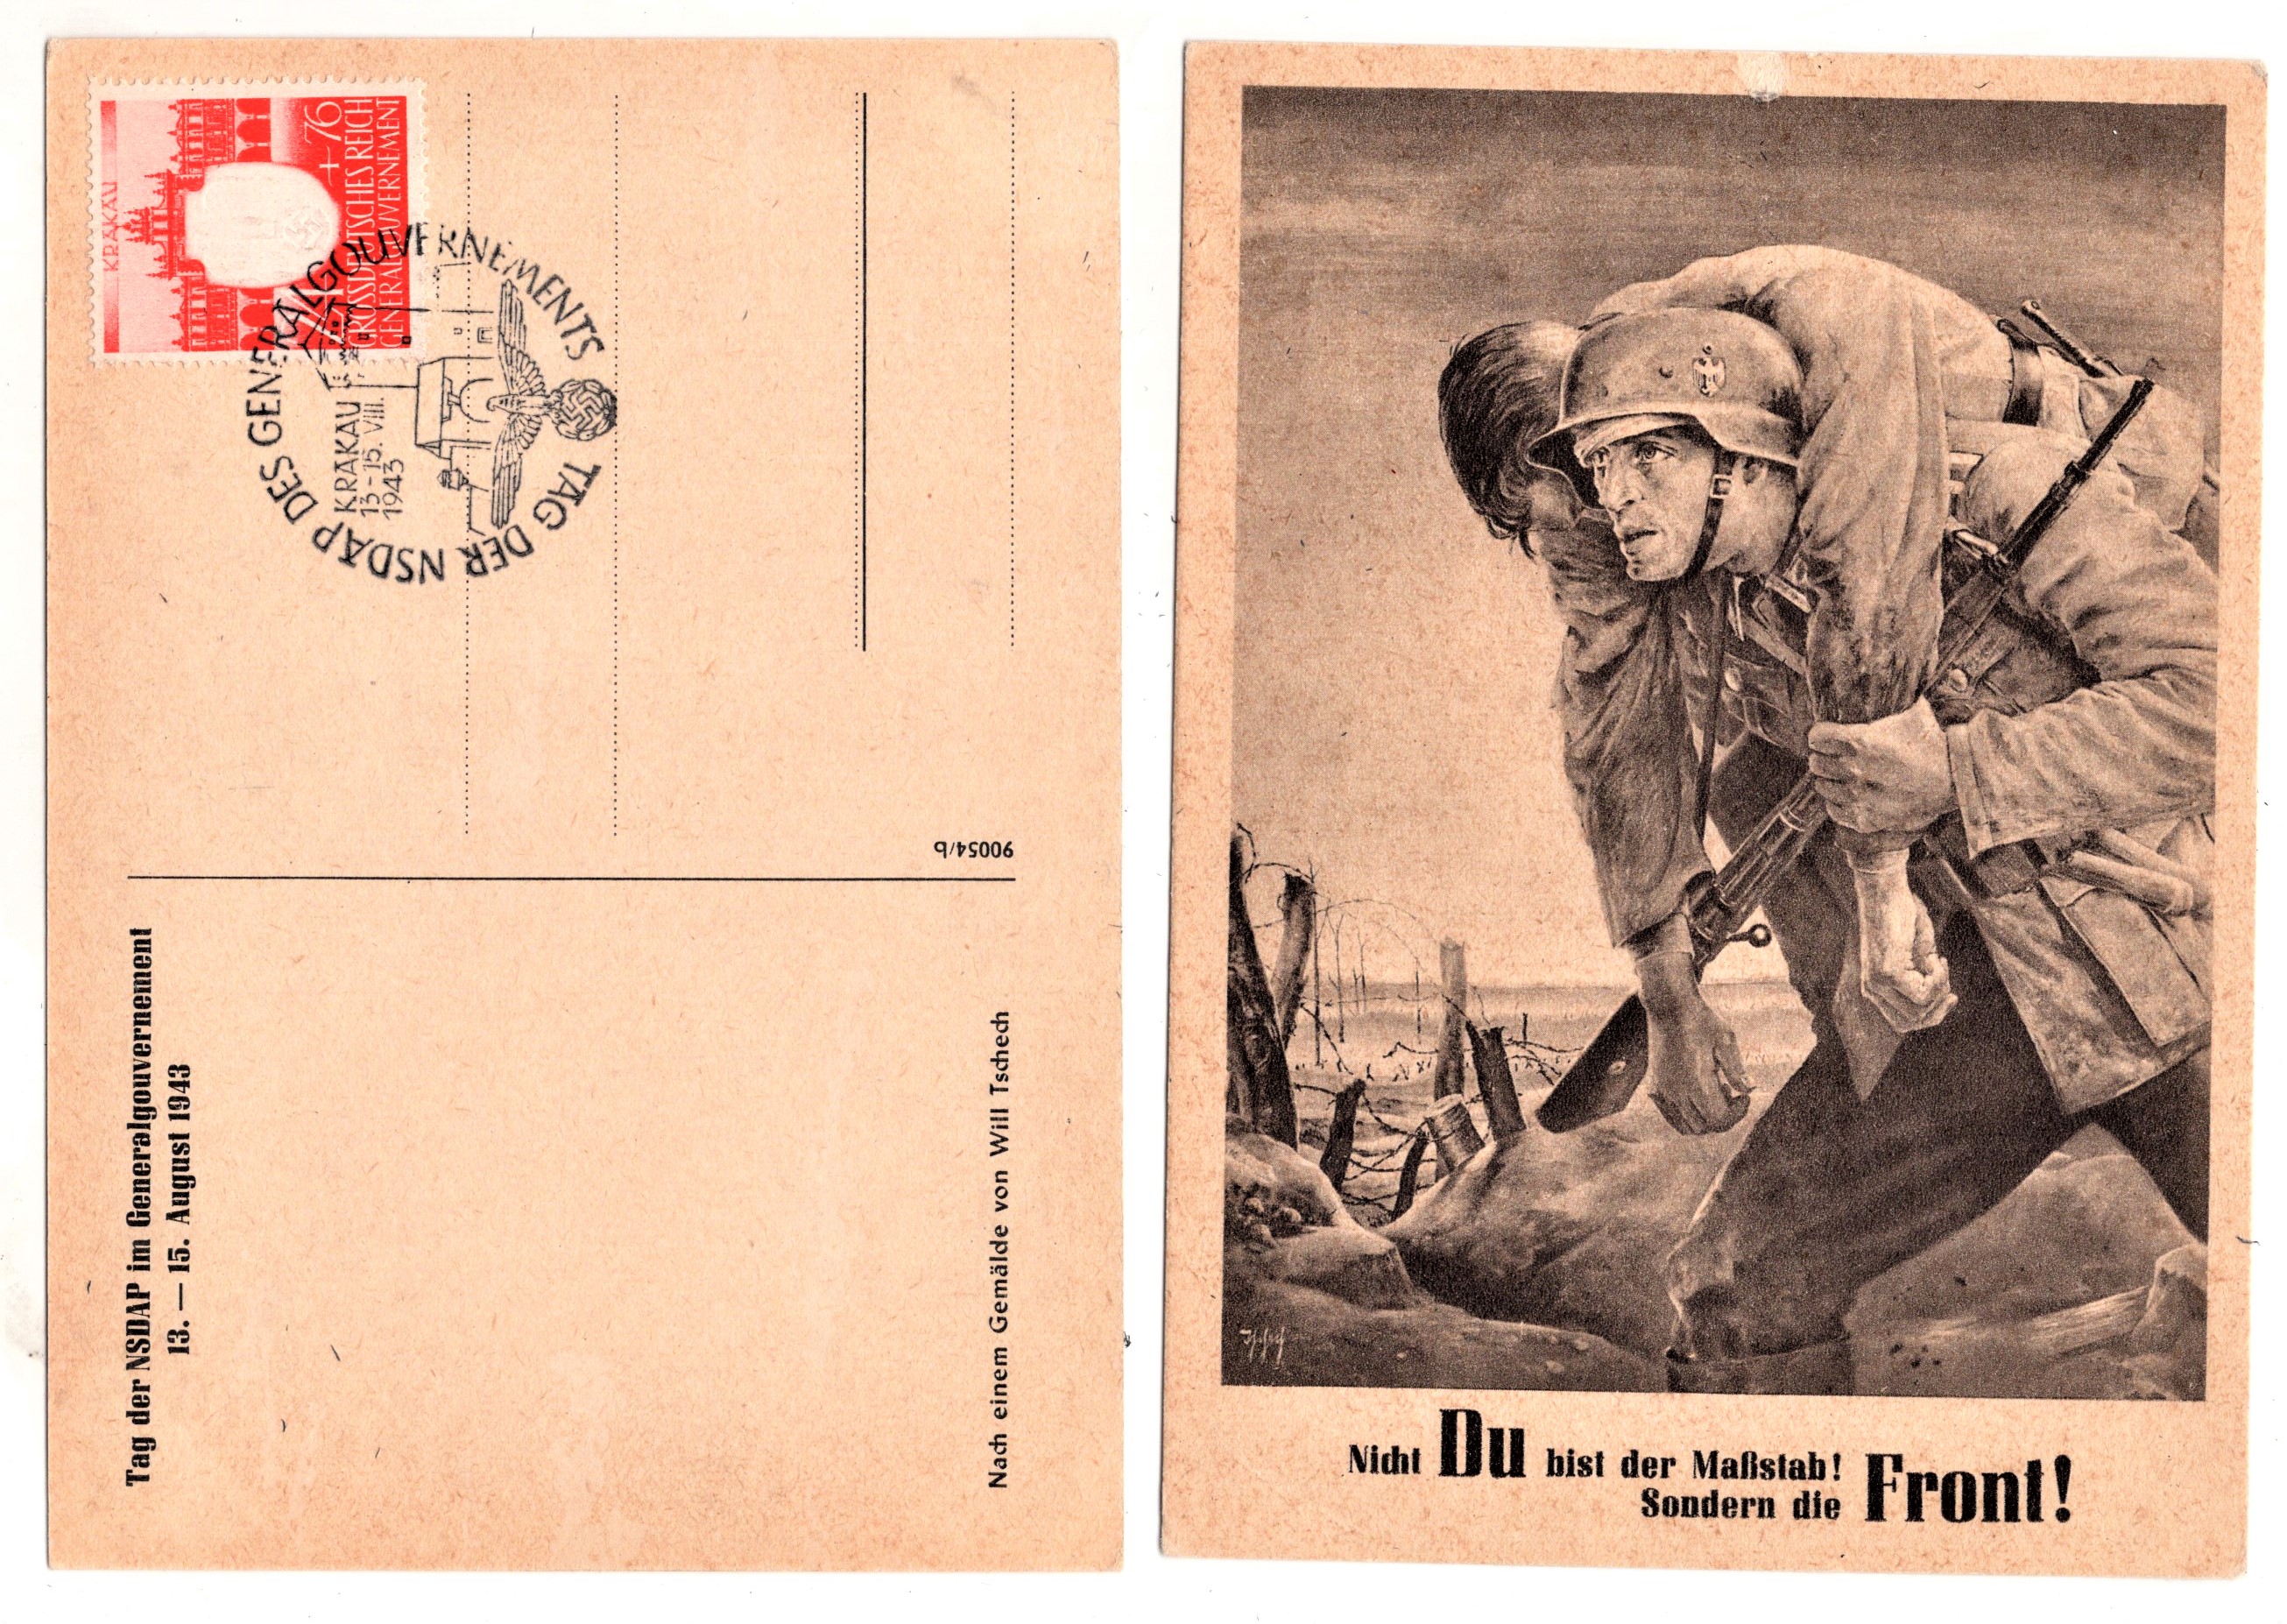 KRAKAU
24 + 76
GROSSDEUTSCHES REICH
GENERALGOUVERNEMENT
TAG DER NSDAP DES GENERALGOUVERNEMENTS
KRAKAU
13-15. VIII.
1943
90054/b
Tag der NSDAP im Generalgouvernement
13. — 15. August 1943
Nach einem Gemälde von Will Tschech
Nicht Du bist der Maßstab!
Sondern die Front!